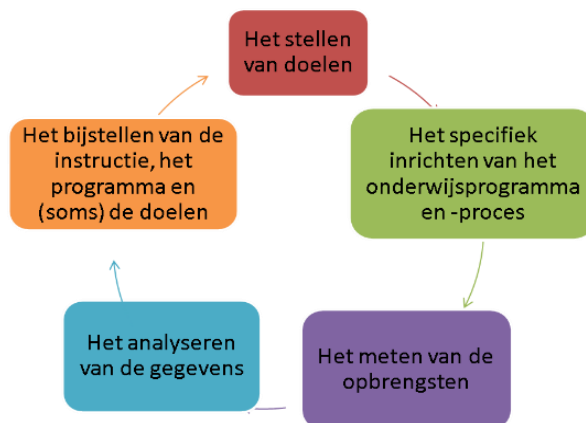 Het stellen
van doelen
Het specifiek
inrichten van het
onderwijsprogramma
en -proces
Het meten van de
opbrengsten
Het analyseren
van de gegevens
Het bijstellen van de
instructie, het
programma en
(soms) de doelen